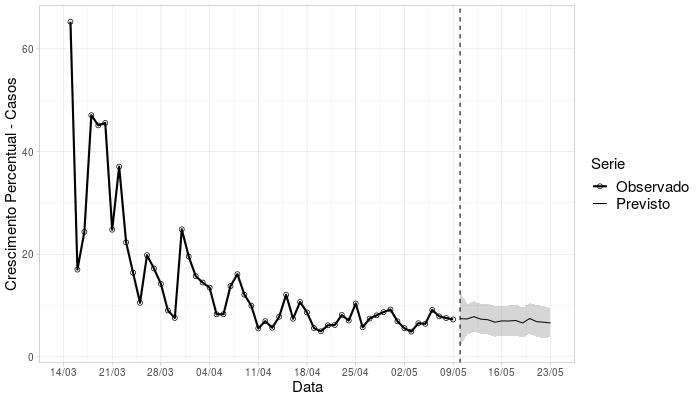 Crescimento Percentual - Casos
60
40
20
0
14/03 21/03 28/03 04/04 11/04 18/04 25/04 02/05 09/05 16/05 23/05
Data
Serie
Observado
Previsto